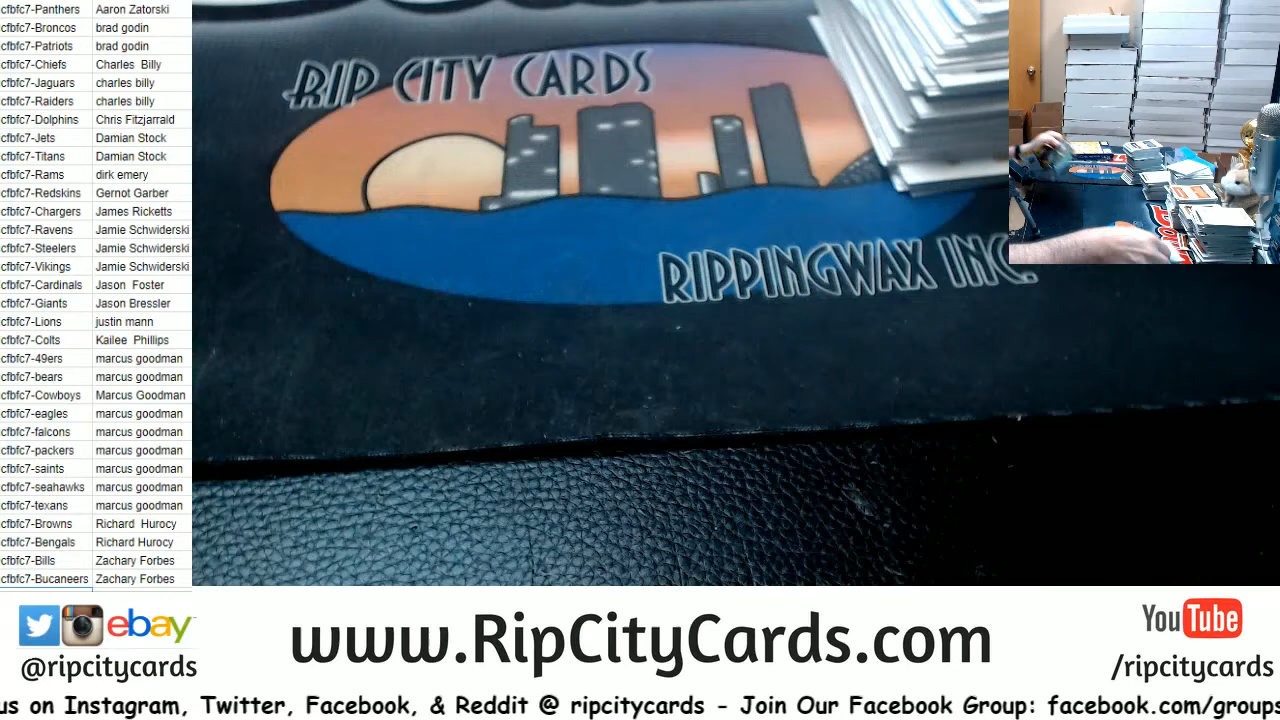 cfbfc7-Panthers Aaron Zatorski
cfbfc7-Broncos brad godin
cfbfc7-Patriots brad godin
cfbfc7-Chiefs Charles Billy
cfbfc7-Jaguars charles billy
cfbfc7-Raiders charles billy
cfbfc7-Dolphins Chris Fitzjarrald
cfbfc7-Jets Damian Stock
cfbfc7-Titans Damian Stock
cfbfc7-Rams dirk emery
cfbfc7-Redskins Gernot Garber
cfbfc7-Chargers James Ricketts
cfbfc7-Ravens Jamie Schwiderski
cfbfc7-Steelers Jamie Schwiderski
cfbfc7-Vikings Jamie Schwiderski
cfbfc7-Cardinals Jason Foster
cfbfc7-Giants Jason Bressler
cfbfc7-Lions justin mann
cfbfc7-Colts Kailee Phillips
cfbfc7-49ers marcus goodman
cfbfc7-bears marcus goodman
cfbfc7-Cowboys Marcus Goodman
cfbfc7-eagles marcus goodman
cfbfc7-falcons marcus goodman
cfbfc7-packers marcus goodman
cfbfc7-saints marcus goodman
cfbfc7-seahawks marcus goodman
cfbfc7-texans marcus goodman
cfbfc7-Browns Richard Hurocy
cfbfc7-Bengals Richard Hurocy
cfbfc7-Bills Zachary Forbes
cfbfc7-Bucaneers Zachary Forbes
RIP CITY CARDS
RIPPINGWAX INC.
ebay
@ripcitycards
www.RipCityCards.com
YouTube
/ripcitycards
us on Instagram, Twitter, Facebook, & Reddit @ ripcitycards - Join Our Facebook Group: facebook.com/groups